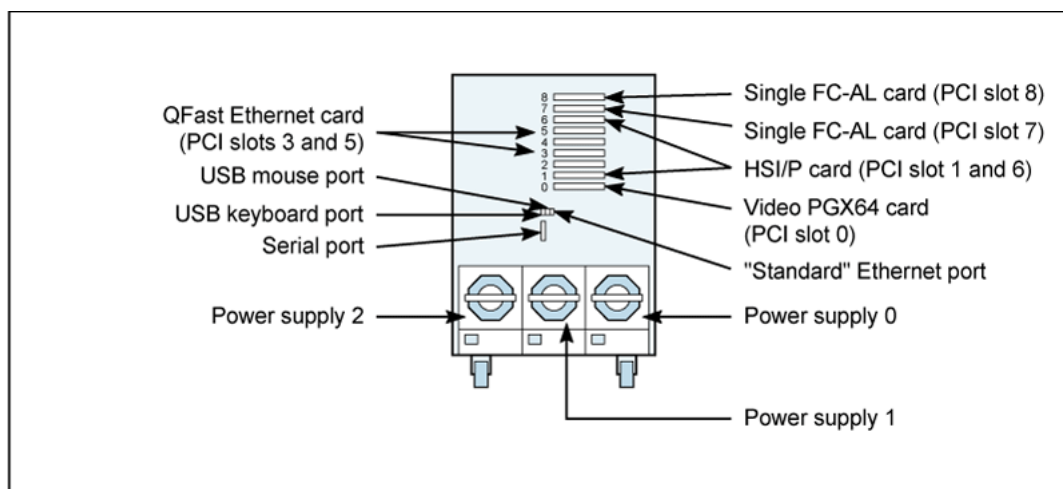 QFast Ethernet card
(PCI slots 3 and 5)
USB mouse port
USB keyboard port
Serial port
Power supply 2
8
7
6
5
4
3
2
1
0
Single FC-AL card (PCI slot 8)
Single FC-AL card (PCI slot 7)
HSI/P card (PCI slot 1 and 6)
Video PGX64 card
(PCI slot 0)
"Standard" Ethernet port
Power supply 0
Power supply 1